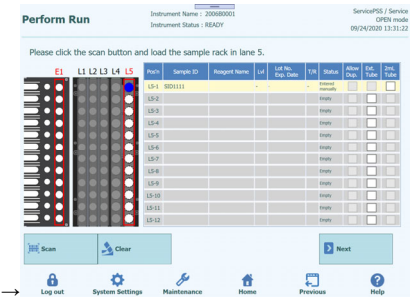 Perform Run
Instrument Name : 2006B0001
Instrument Status : READY
ServicePSS / Service
OPEN mode
09/24/2020 13:31:22
Please click the scan button and load the sample rack in lane 5.
E1 L1 L2 L3 L4 L5
Pos'n Sample ID Reagent Name Lvl Lot No. Exp. Date T/R Status Allow Dup. Ext. Tube Inst. Tube
L5-1 SID1111 - - - Entered manually
L5-2 Empty
L5-3 Empty
L5-4 Empty
L5-5 Empty
L5-6 Empty
L5-7 Empty
L5-8 Empty
L5-9 Empty
L5-10 Empty
L5-11 Empty
L5-12 Empty
Scan Clear Next
→ Log out System Settings Maintenance Home Previous Help